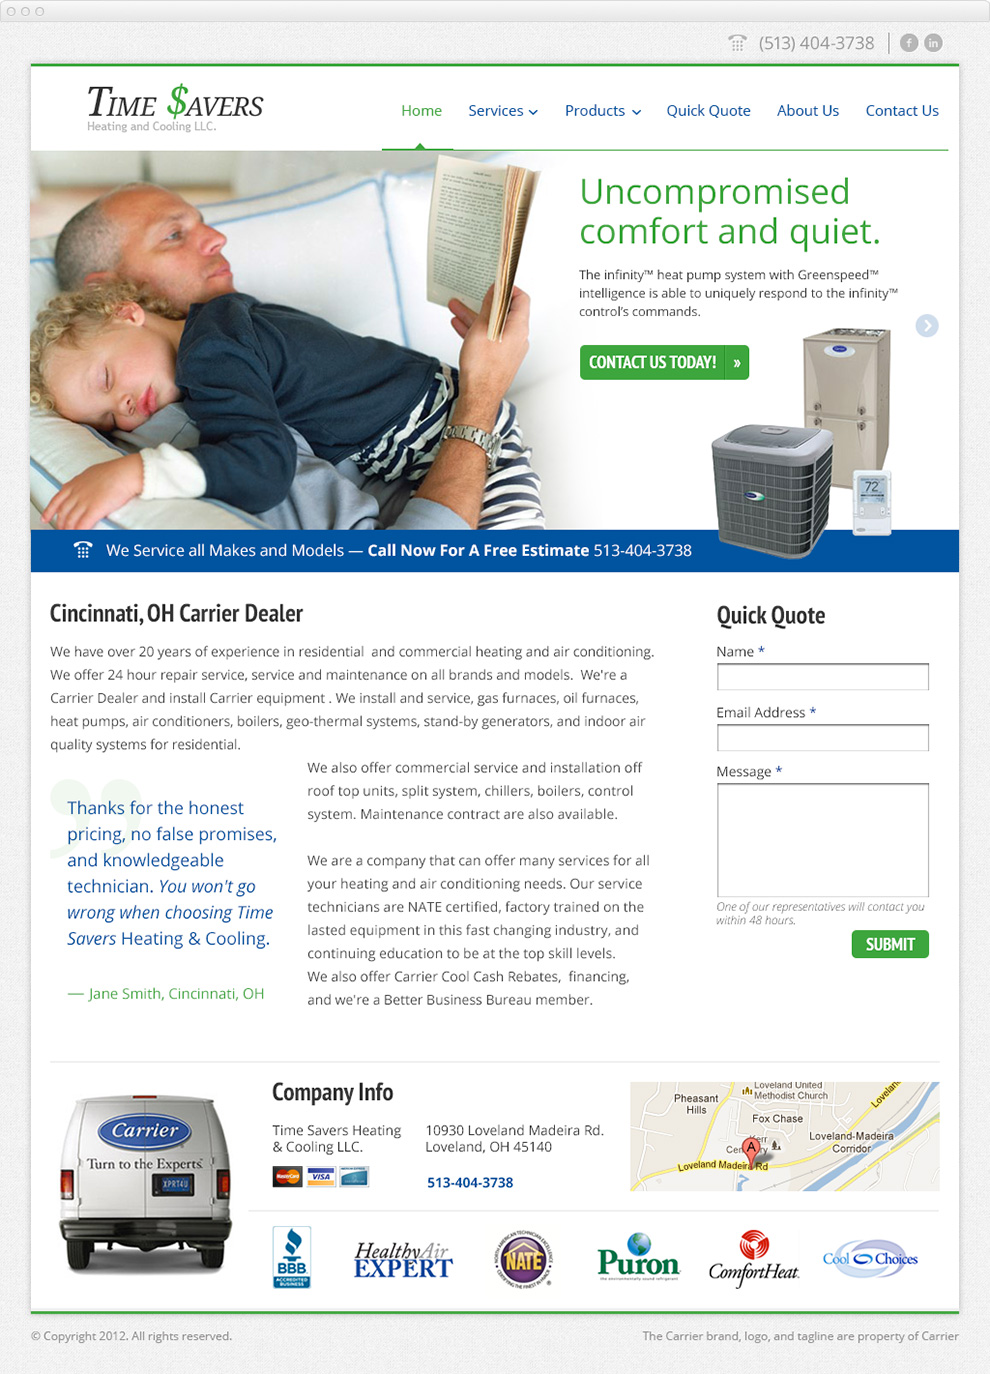 (513) 404-3738
TIME $AVERS
Heating and Cooling LLC.
Home Services Products Quick Quote About Us Contact Us
Uncompromised
comfort and quiet.
The infinity™ heat pump system with Greenspeed™
intelligence is able to uniquely respond to the infinity™
control's commands.
CONTACT US TODAY! »
72°
We Service all Makes and Models — Call Now For A Free Estimate 513-404-3738
Cincinnati, OH Carrier Dealer
We have over 20 years of experience in residential and commercial heating and air conditioning.
We offer 24 hour repair service, service and maintenance on all brands and models. We're a
Carrier Dealer and install Carrier equipment . We install and service, gas furnaces, oil furnaces,
heat pumps, air conditioners, boilers, geo-thermal systems, stand-by generators, and indoor air
quality systems for residential.
We also offer commercial service and installation off
roof top units, split system, chillers, boilers, control
system. Maintenance contract are also available.
We are a company that can offer many services for all
your heating and air conditioning needs. Our service
technicians are NATE certified, factory trained on the
lasted equipment in this fast changing industry, and
continuing education to be at the top skill levels.
We also offer Carrier Cool Cash Rebates, financing,
and we're a Better Business Bureau member.
Thanks for the honest
pricing, no false promises,
and knowledgeable
technician. You won't go
wrong when choosing Time
Savers Heating & Cooling.
— Jane Smith, Cincinnati, OH
Quick Quote
Name *
Email Address *
Message *
One of our representatives will contact you
within 48 hours.
SUBMIT
Carrier
Turn to the Experts™
XPRT4U
Company Info
Time Savers Heating
& Cooling LLC.
10930 Loveland Madeira Rd.
Loveland, OH 45140
MasterCard VISA
513-404-3738
Loveland United
Methodist Church
Pheasant
Hills
Fox Chase
Loveland-Madeira
Corridor
A
Loveland Madeira Rd
Loveland
BBB
ACCREDITED
BUSINESS
HealthyAir
EXPERT
NORTH AMERICAN TECHNICIAN EXCELLENCE
NATE
CERTIFYING THE FINEST IN HVACR
Puron
the environmentally sound refrigerant
ComfortHeat
Cool Choices
© Copyright 2012. All rights reserved.
The Carrier brand, logo, and tagline are property of Carrier